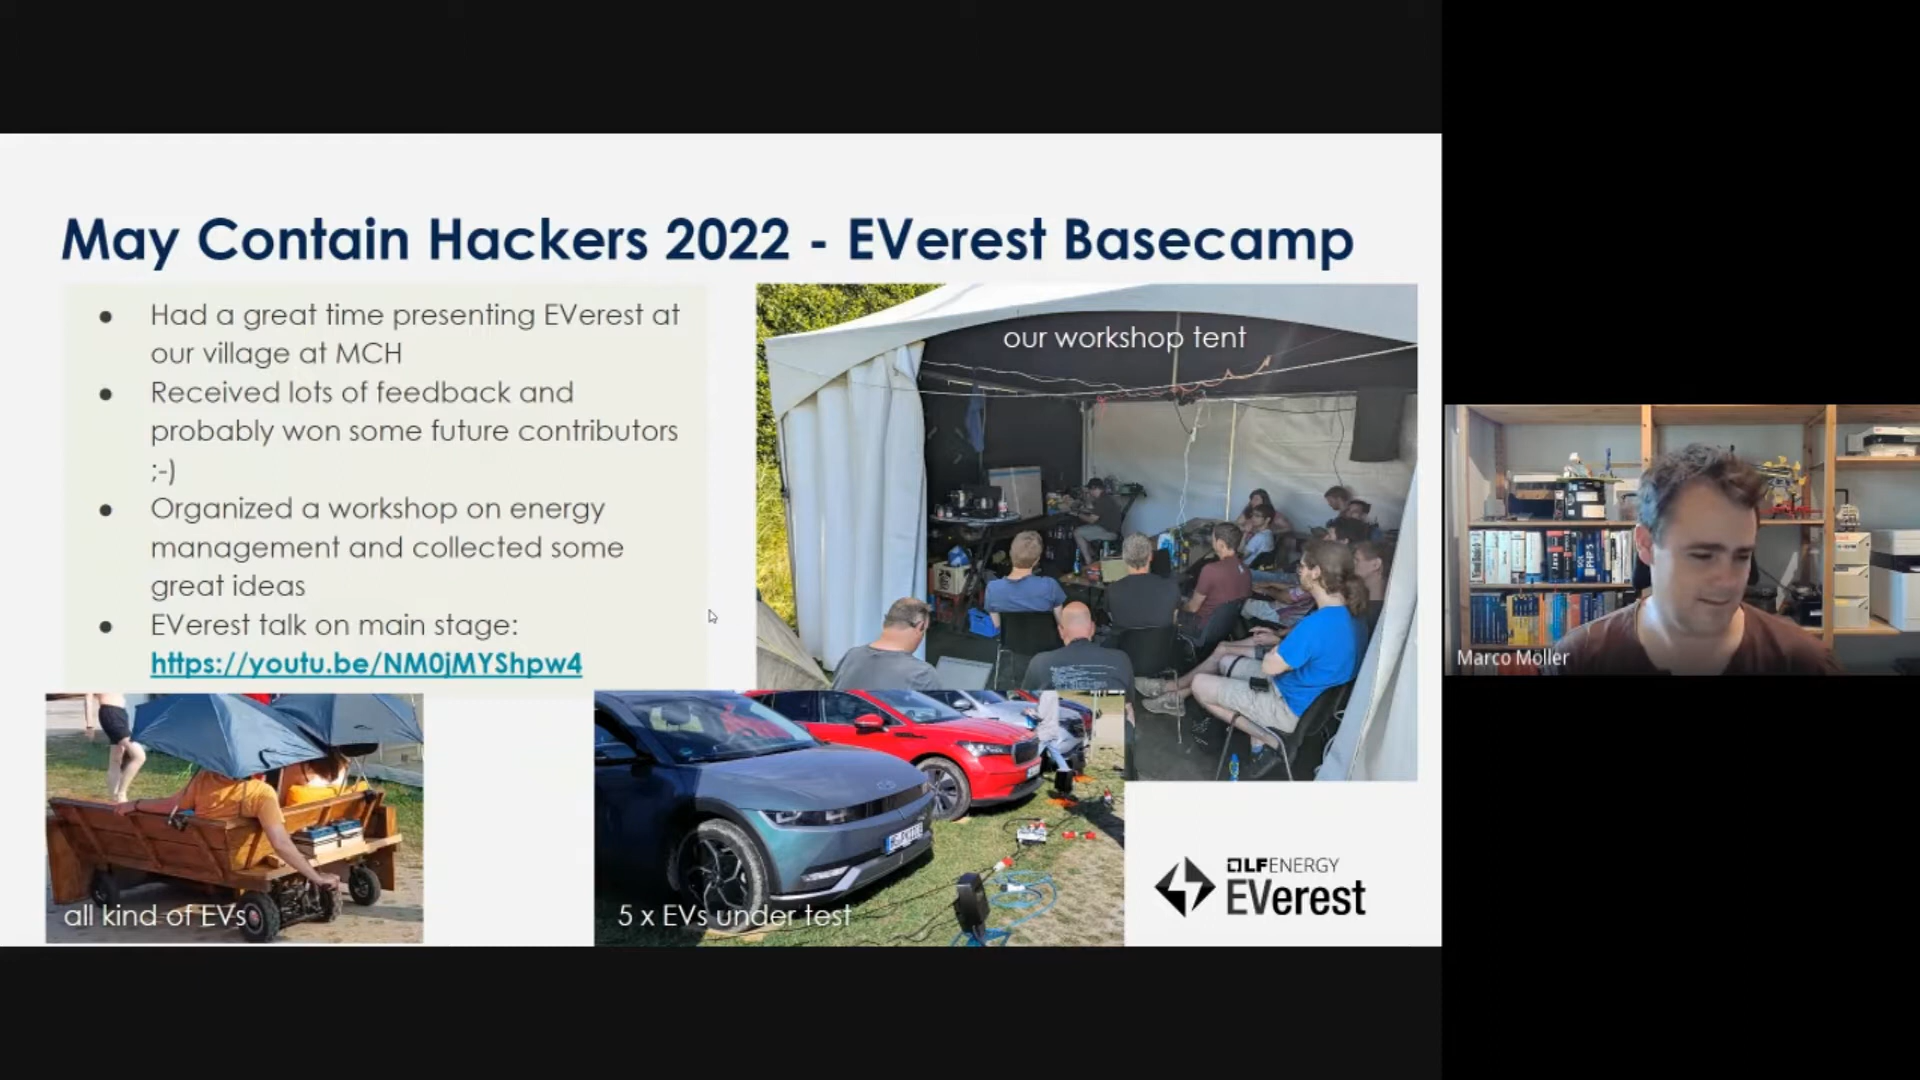 May Contain Hackers 2022 - EVerest Basecamp
● Had a great time presenting EVerest at
our village at MCH
● Received lots of feedback and
probably won some future contributors
;-)
● Organized a workshop on energy
management and collected some
great ideas
● EVerest talk on main stage:
https://youtu.be/NM0jMYShpw4
our workshop tent
all kind of EVs
5 x EVs under test
LFENERGY
EVerest
Marco Möller